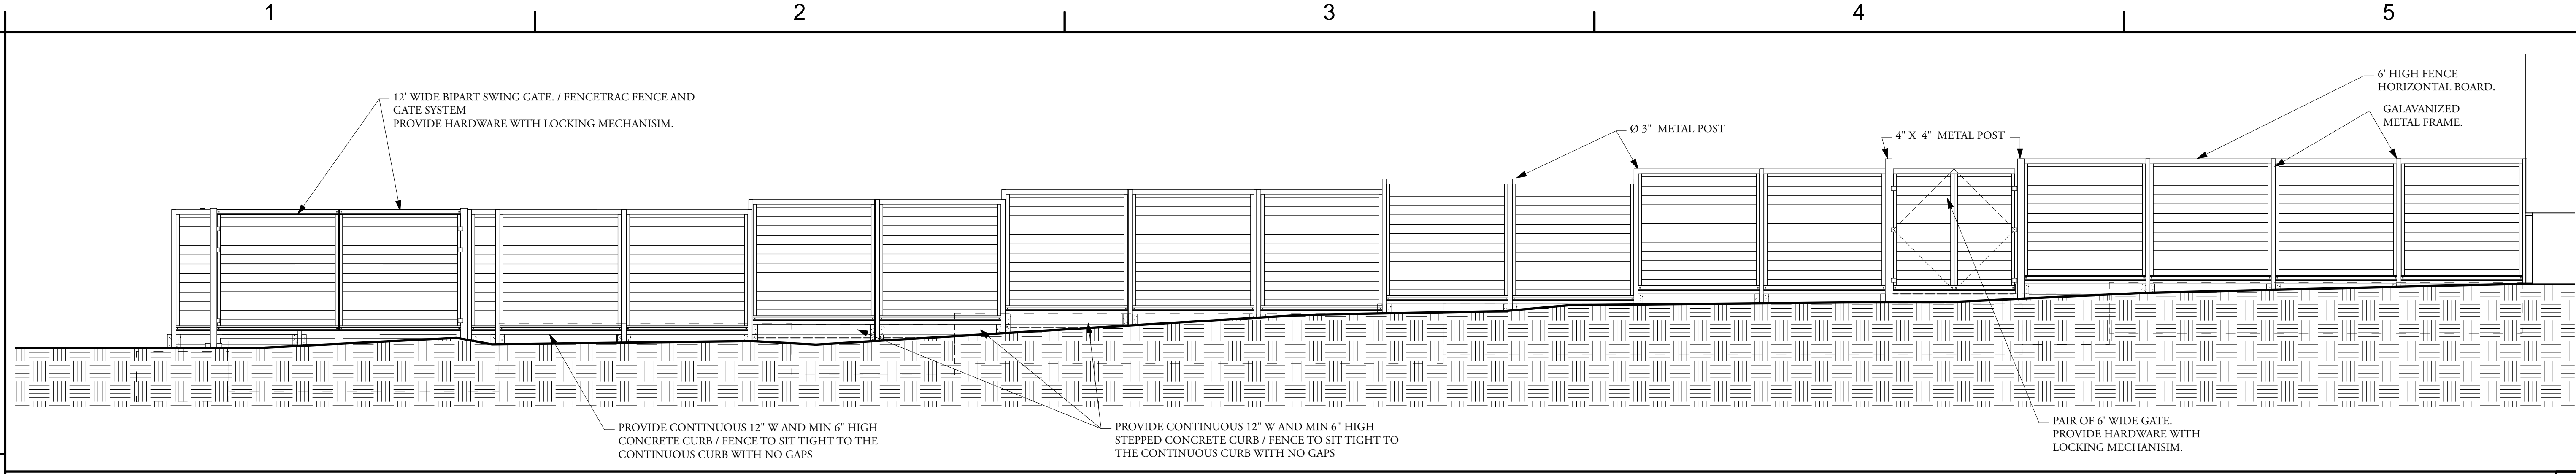 1
2
3
4
5
12' WIDE BIPART SWING GATE. / FENCETRAC FENCE AND
GATE SYSTEM
PROVIDE HARDWARE WITH LOCKING MECHANISIM.
Ø 3" METAL POST
4" X 4" METAL POST
6' HIGH FENCE
HORIZONTAL BOARD.
GALAVANIZED
METAL FRAME.
PROVIDE CONTINUOUS 12" W AND MIN 6" HIGH
CONCRETE CURB / FENCE TO SIT TIGHT TO THE
CONTINUOUS CURB WITH NO GAPS
PROVIDE CONTINUOUS 12" W AND MIN 6" HIGH
STEPPED CONCRETE CURB / FENCE TO SIT TIGHT TO
THE CONTINUOUS CURB WITH NO GAPS
PAIR OF 6' WIDE GATE.
PROVIDE HARDWARE WITH
LOCKING MECHANISIM.